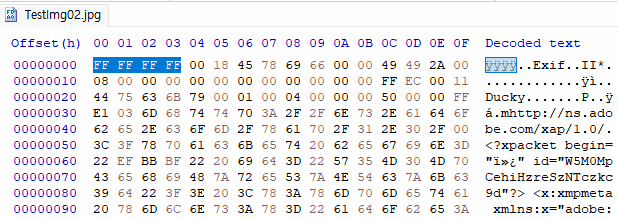 TestImg02.jpg
Offset(h) 00 01 02 03 04 05 06 07 08 09 0A 0B 0C 0D 0E 0F Decoded text
00000000 FF FF FF FF 00 18 45 78 69 66 00 00 49 49 2A 00 ÿÿÿÿ..Exif..II*.
00000010 08 00 00 00 00 00 00 00 00 00 00 00 FF EC 00 11 ............ÿì..
00000020 44 75 63 6B 79 00 01 00 04 00 00 00 50 00 00 FF Ducky.......P..ÿ
00000030 E1 03 6D 68 74 74 70 3A 2F 2F 6E 73 2E 61 64 6F á.mhttp://ns.ado
00000040 62 65 2E 63 6F 6D 2F 78 61 70 2F 31 2E 30 2F 00 be.com/xap/1.0/.
00000050 3C 3F 78 70 61 63 6B 65 74 20 62 65 67 69 6E 3D <?xpacket begin=
00000060 22 EF BB BF 22 20 69 64 3D 22 57 35 4D 30 4D 70 "ï»¿" id="W5M0Mp
00000070 43 65 68 69 48 7A 72 65 53 7A 4E 54 63 7A 6B 63 CehiHzreSzNTczkc
00000080 39 64 22 3F 3E 20 3C 78 3A 78 6D 70 6D 65 74 61 9d"?> <x:xmpmeta
00000090 20 78 6D 6C 6E 73 3A 78 3D 22 61 64 6F 62 65 3A xmlns:x="adobe: